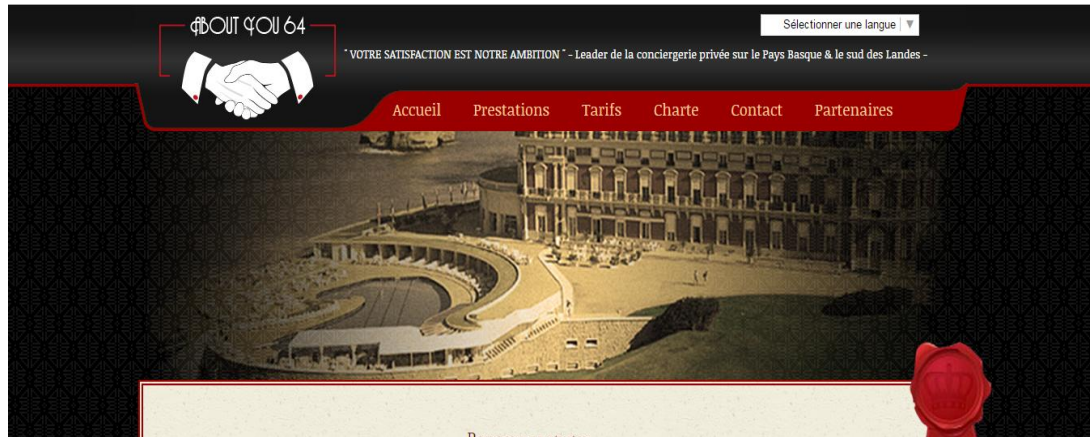 ABOUT YOU 64
Sélectionner une langue
" VOTRE SATISFACTION EST NOTRE AMBITION " - Leader de la conciergerie privée sur le Pays Basque & le sud des Landes -
Accueil Prestations Tarifs Charte Contact Partenaires